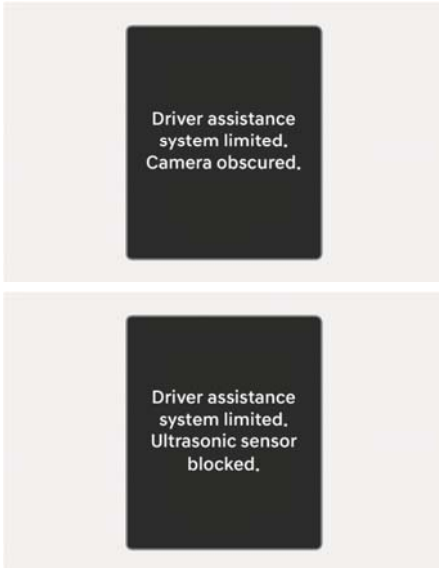 Driver assistance
system limited.
Camera obscured.
Driver assistance
system limited.
Ultrasonic sensor
blocked.